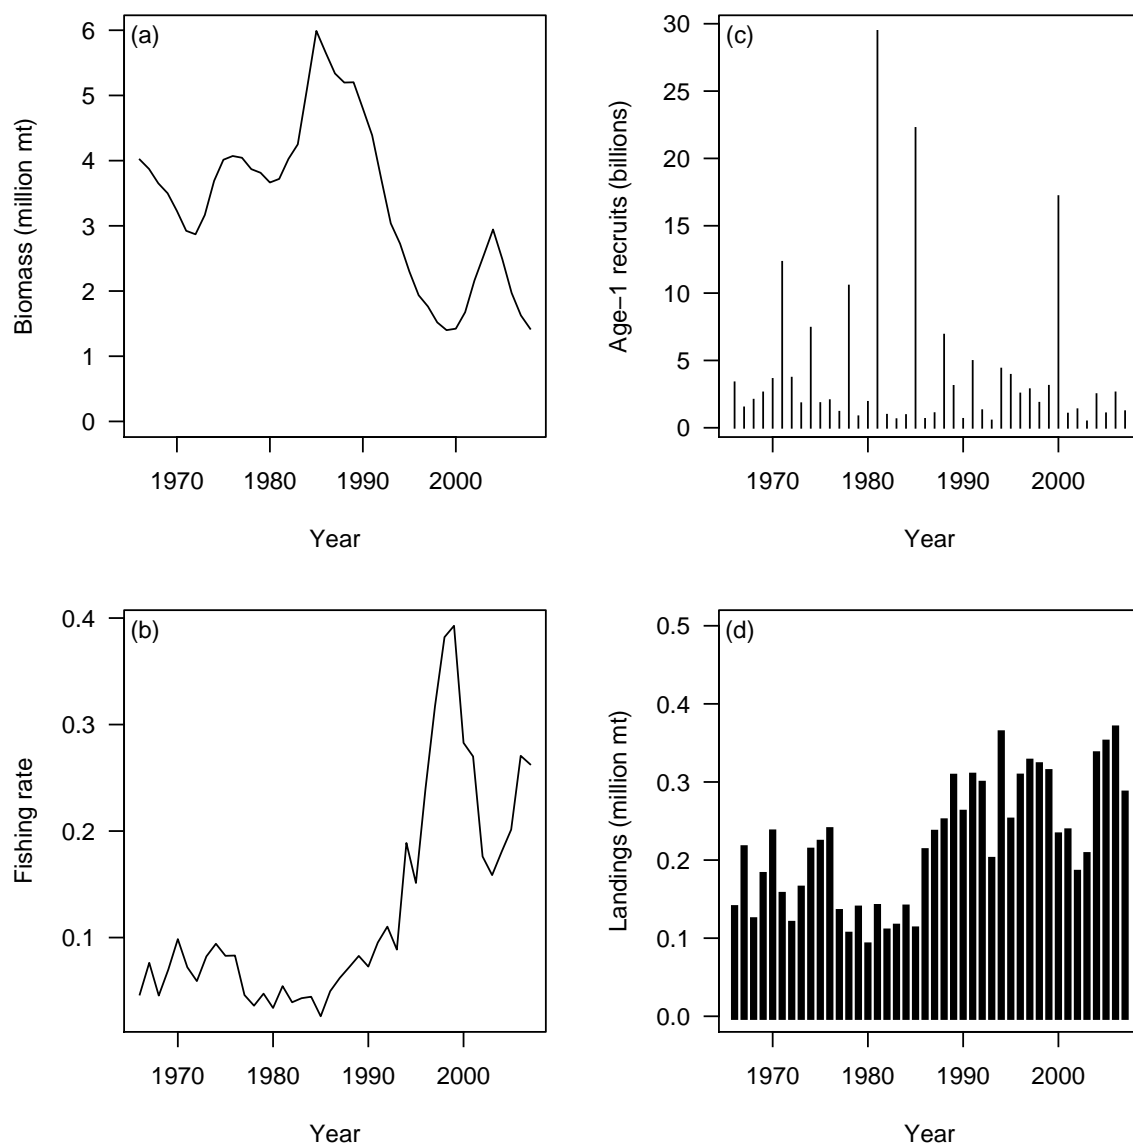 (a)
6
5
4
3
2
1
0
Biomass (million mt)
1970 1980 1990 2000
Year
(c)
30
25
20
15
10
5
0
Age−1 recruits (billions)
1970 1980 1990 2000
Year
(b)
0.4
0.3
0.2
0.1
Fishing rate
1970 1980 1990 2000
Year
(d)
0.5
0.4
0.3
0.2
0.1
0.0
Landings (million mt)
1970 1980 1990 2000
Year